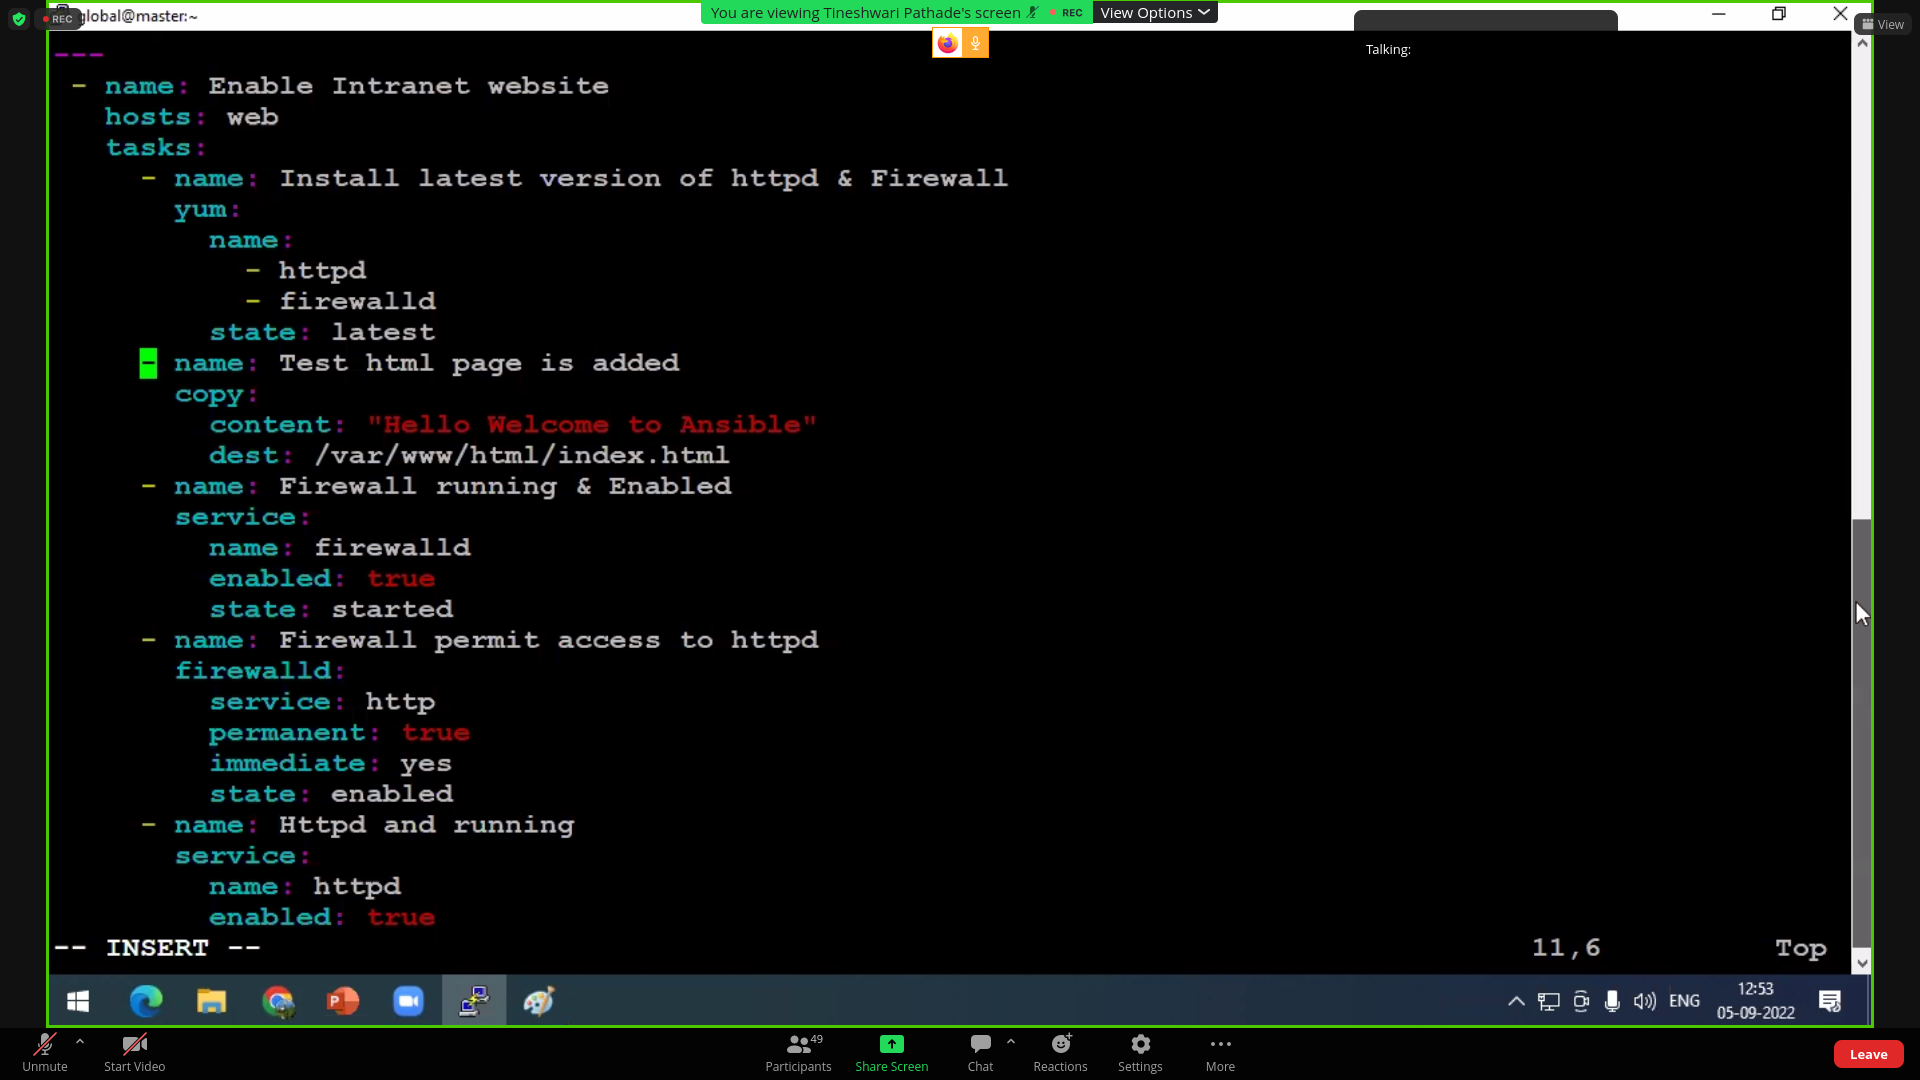 REC
global@master:~
You are viewing Tineshwari Pathade's screen
REC
View Options
View
Talking:
---
- name: Enable Intranet website
hosts: web
tasks:
- name: Install latest version of httpd & Firewall
yum:
name:
- httpd
- firewalld
state: latest
- name: Test html page is added
copy:
content: "Hello Welcome to Ansible"
dest: /var/www/html/index.html
- name: Firewall running & Enabled
service:
name: firewalld
enabled: true
state: started
- name: Firewall permit access to httpd
firewalld:
service: http
permanent: true
immediate: yes
state: enabled
- name: Httpd and running
service:
name: httpd
enabled: true
-- INSERT --
11,6
Top
ENG
12:53
05-09-2022
Unmute
Start Video
49
Participants
Share Screen
Chat
Reactions
Settings
More
Leave